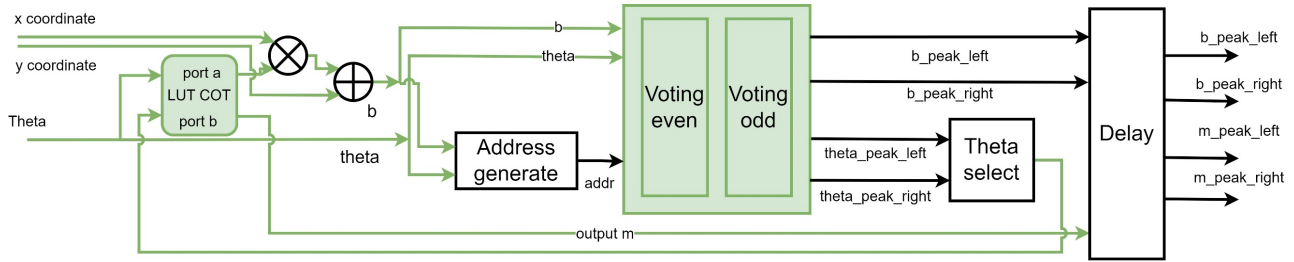 x coordinate
y coordinate
Theta
port a
LUT COT
port b
b
theta
b
theta
Address
generate
addr
Voting
even
Voting
odd
b_peak_left
b_peak_right
theta_peak_left
theta_peak_right
Theta
select
output m
Delay
b_peak_left
b_peak_right
m_peak_left
m_peak_right